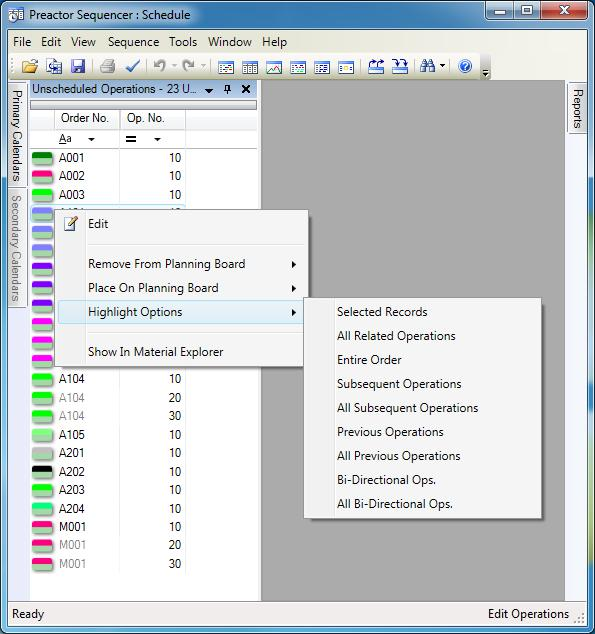 Preactor Sequencer : Schedule
File Edit View Sequence Tools Window Help
Unscheduled Operations - 23 U...
Primary Calendars
Secondary Calendars
Reports
Order No. Op. No.
Aa =
A001 10
A002 10
A003 10
Edit
Remove From Planning Board
Place On Planning Board
Highlight Options
Show In Material Explorer
Selected Records
All Related Operations
Entire Order
Subsequent Operations
All Subsequent Operations
Previous Operations
All Previous Operations
Bi-Directional Ops.
All Bi-Directional Ops.
A104 10
A104 20
A104 30
A105 10
A201 10
A202 10
A203 10
A204 10
M001 10
M001 20
M001 30
Ready Edit Operations